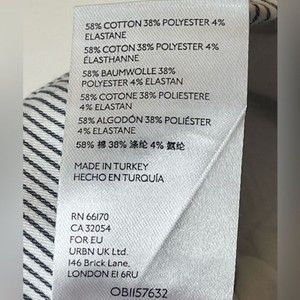 58% COTTON 38% POLYESTER 4%
ELASTANE
58% COTON 38% POLYESTER 4%
ÉLASTHANNE
58% BAUMWOLLE 38%
POLYESTER 4% ELASTAN
58% COTONE 38% POLIESTERE
4% ELASTAN
58% ALGODÓN 38% POLIÉSTER
4% ELASTANO
58% 棉 38% 涤纶 4% 氨纶
MADE IN TURKEY
HECHO EN TURQUÍA
RN 66170
CA 32054
FOR EU
URBN UK Ltd.
146 Brick Lane,
LONDON E1 6RU
OB1157632